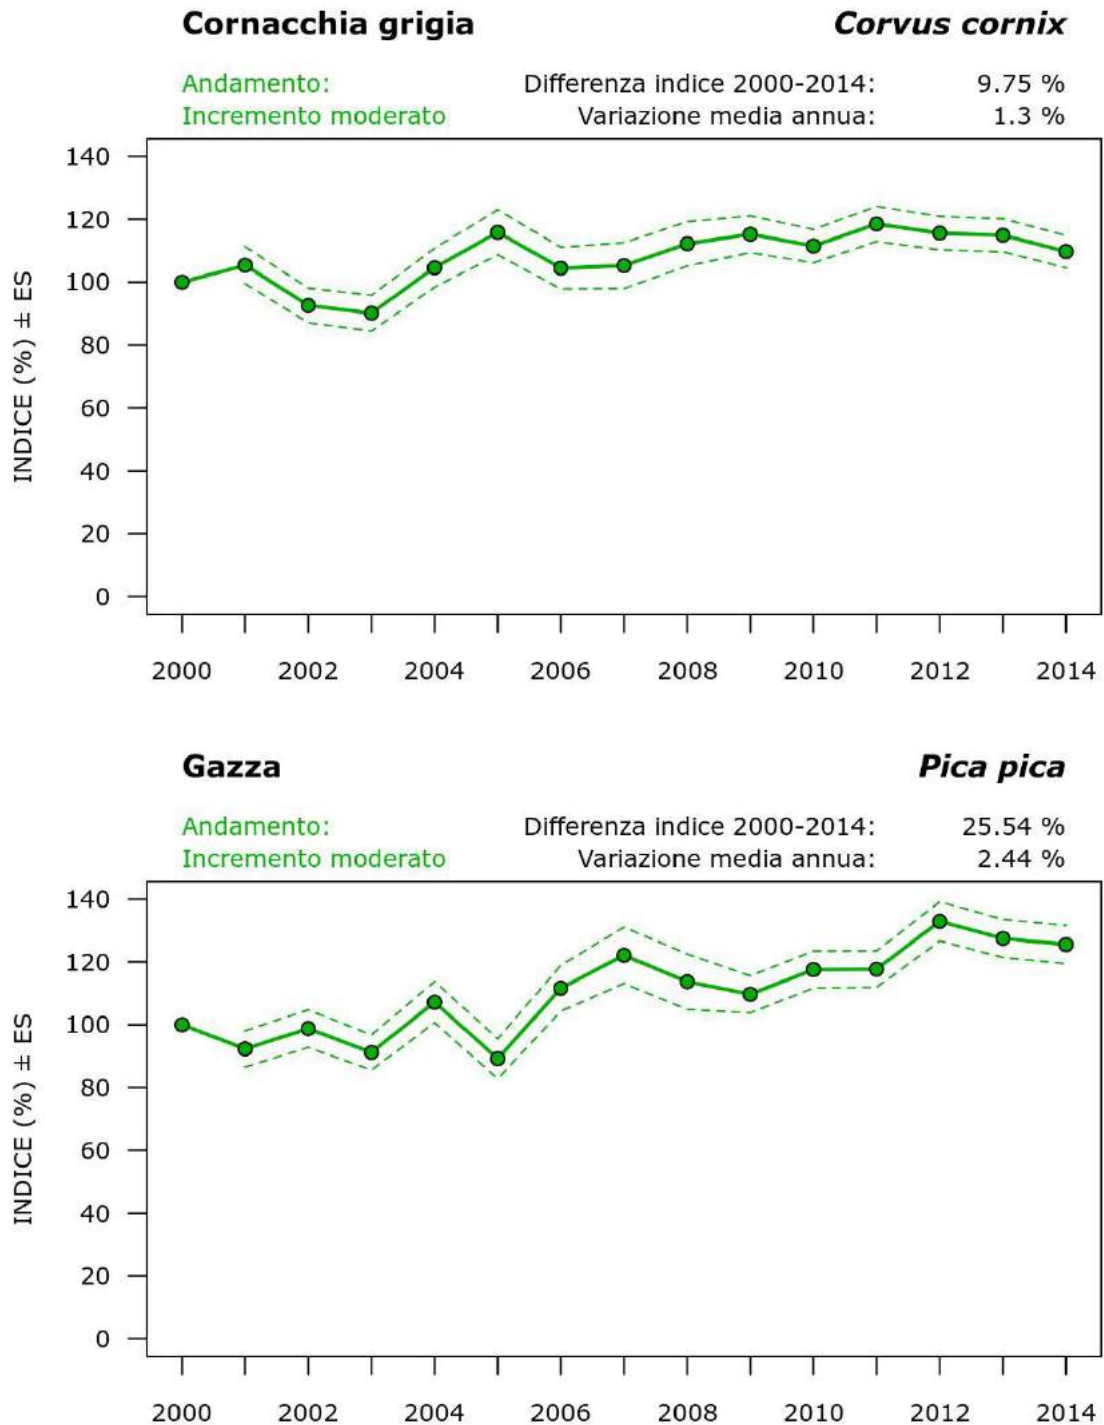 Cornacchia grigia Corvus cornix
Andamento: Differenza indice 2000-2014: 9.75 %
Incremento moderato Variazione media annua: 1.3 %
140
120
100
80
60
40
20
0
INDICE (%) ± ES
2000 2002 2004 2006 2008 2010 2012 2014
Gazza Pica pica
Andamento: Differenza indice 2000-2014: 25.54 %
Incremento moderato Variazione media annua: 2.44 %
140
120
100
80
60
40
20
0
INDICE (%) ± ES
2000 2002 2004 2006 2008 2010 2012 2014